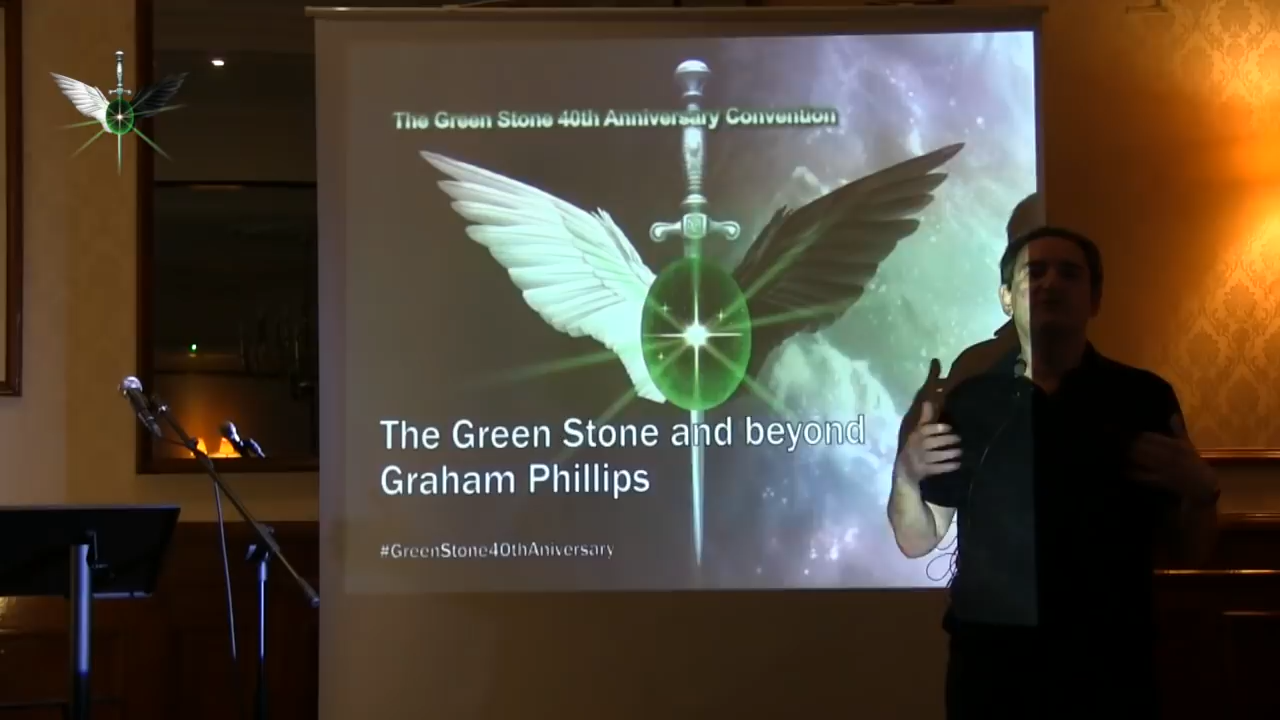 The Green Stone 40th Anniversary Convention
The Green Stone and beyond
Graham Phillips
#GreenStone40thAniversary